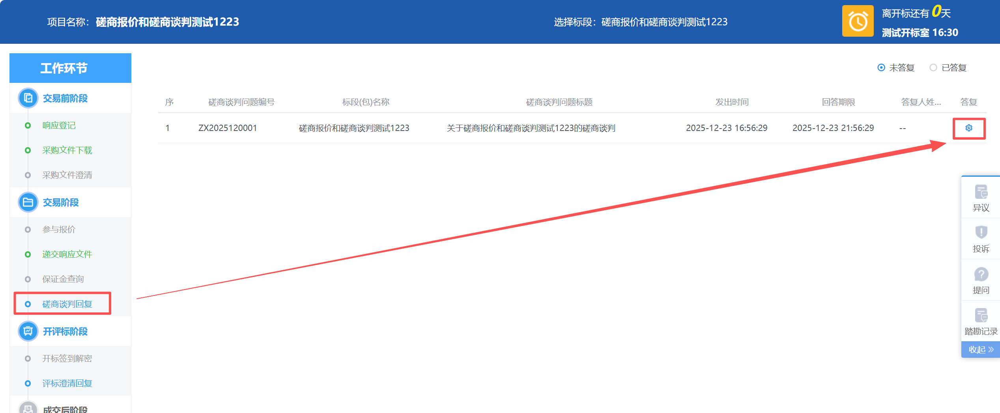 项目名称：磋商报价和磋商谈判测试1223
选择标段：磋商报价和磋商谈判测试1223
离开标还有0天
测试开标室 16:30
工作环节
交易前阶段
响应登记
采购文件下载
采购文件澄清
交易阶段
参与报价
递交响应文件
保证金查询
磋商谈判回复
开评标阶段
开标签到解密
评标澄清回复
成交后阶段
未答复 已答复
序 磋商谈判问题编号 标段(包)名称 磋商谈判问题标题 发出时间 回答期限 答复人姓... 答复
1 ZX2025120001 磋商报价和磋商谈判测试1223 关于磋商报价和磋商谈判测试1223的磋商谈判 2025-12-23 16:56:29 2025-12-23 21:56:29 --
异议
投诉
提问
踏勘记录
收起 »